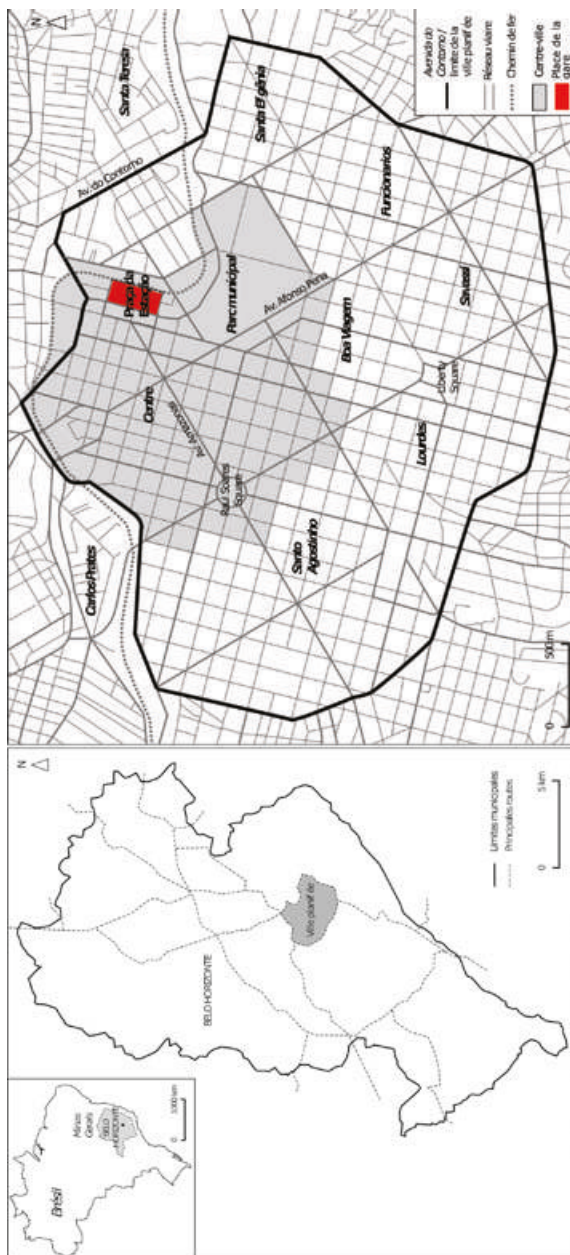 Brésil
Minas
Gerais
BELO
HORIZONTE
0 1000 km
N
BELO HORIZONTE
Ville planifiée
Limites municipales
Principales routes
0 5 km
N
Santa Teresa
Carlos Prates
Av. do Contorno
Praça da
Estação
Centre
Parc municipal
Santa Efigénia
Av. Amazonas
Av. Afonso Pena
Raul Soares
Square
Boa Viagem
Funcionarios
Santo
Agostinho
Lourdes
Liberty
Square
Savassi
0 500 m
Avenida do
Contorno /
limite de la
ville planifiée
Réseau viaire
Chemin de fer
Centre-ville
Place de la
gare